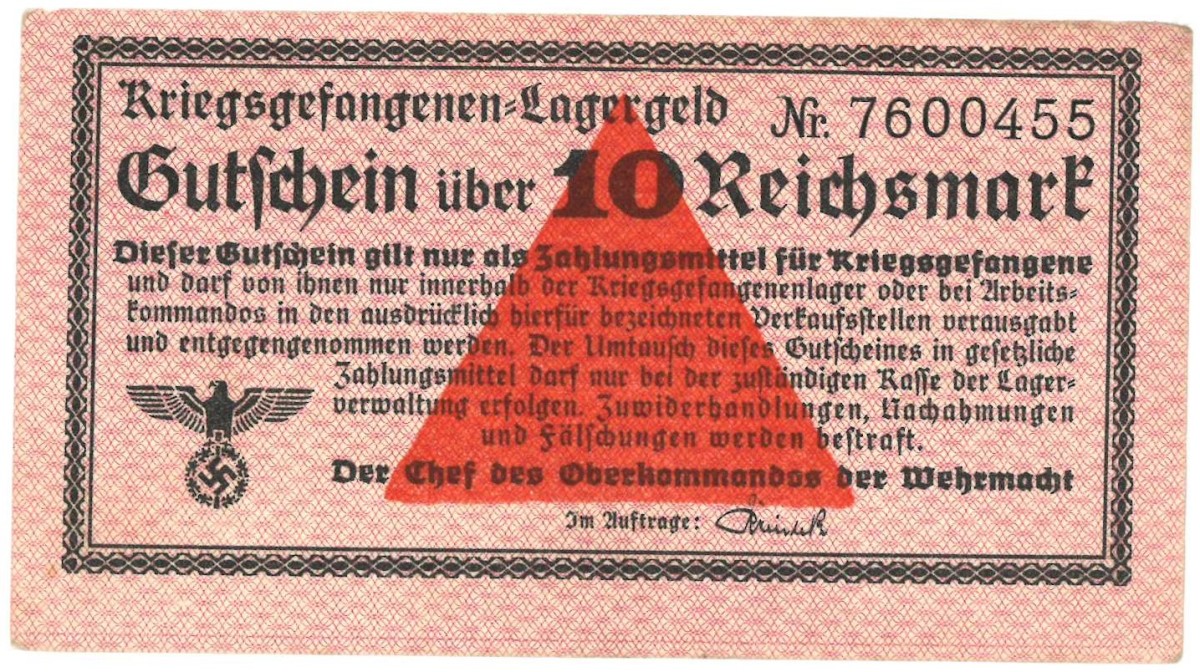 Kriegsgefangenen-Lagergeld Nr. 7600455
Gutschein über 10 Reichsmark
Dieser Gutschein gilt nur als Zahlungsmittel für Kriegsgefangene
und darf von ihnen nur innerhalb der Kriegsgefangenenlager oder bei Arbeits-
kommandos in den ausdrücklich hierfür bezeichneten Verkaufsstellen verausgabt
und entgegengenommen werden. Der Umtausch dieses Gutscheines in gesetzliche
Zahlungsmittel darf nur bei der zuständigen Kasse der Lager-
verwaltung erfolgen. Zuwiderhandlungen, Nachahmungen
und Fälschungen werden bestraft.
Der Chef des Oberkommandos der Wehrmacht
Im Auftrage: